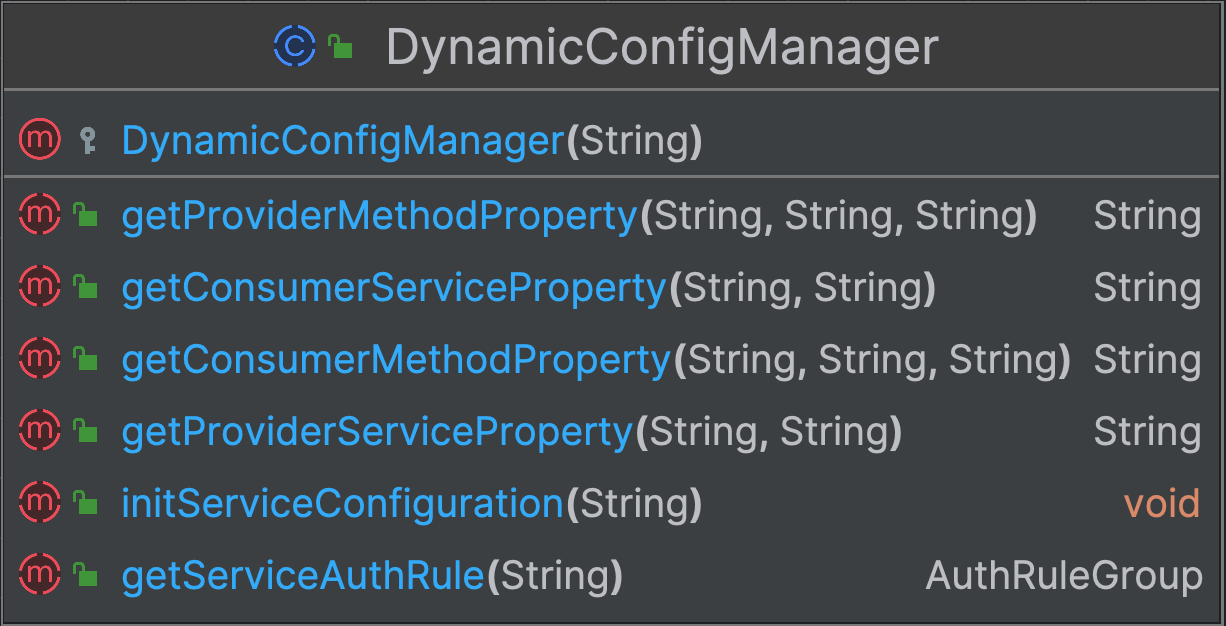 C DynamicConfigManager
m DynamicConfigManager(String)
m getProviderMethodProperty(String, String, String) String
m getConsumerServiceProperty(String, String) String
m getConsumerMethodProperty(String, String, String) String
m getProviderServiceProperty(String, String) String
m initServiceConfiguration(String) void
m getServiceAuthRule(String) AuthRuleGroup